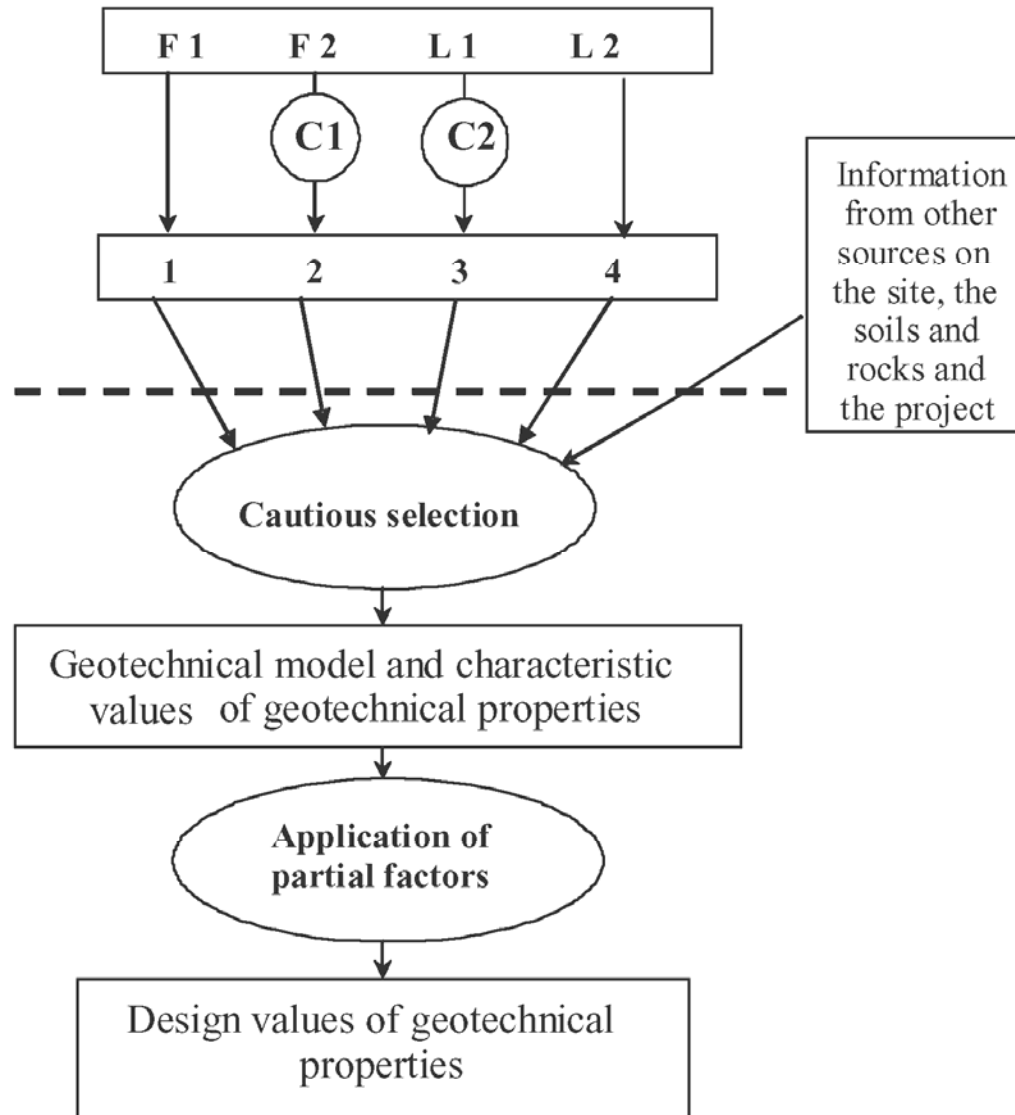 F 1 F 2 L 1 L 2
C1 C2
1 2 3 4
Information
from other
sources on
the site, the
soils and
rocks and
the project
Cautious selection
Geotechnical model and characteristic
values of geotechnical properties
Application of
partial factors
Design values of geotechnical
properties